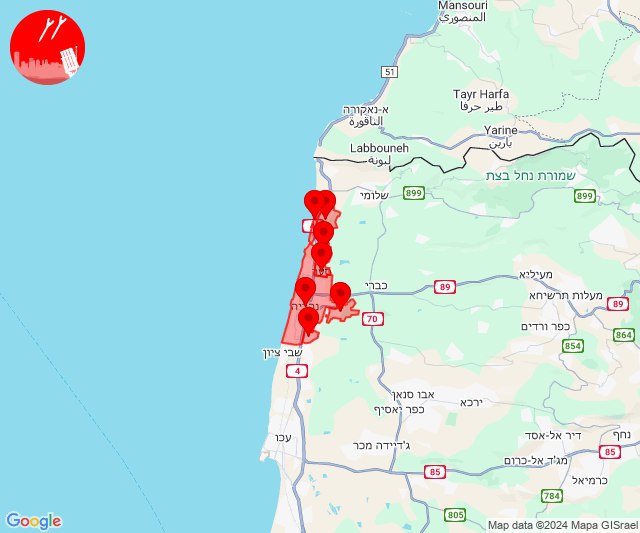 Mansouri
المنصوري
51
Tayr Harfa
طير حرفا
א-נאקורה
الناقورة
Yarine
يارين
Labbouneh
لبونة
שמורת נחל בצת
899
שלומי
899
מעיליא
כברי
89
מעלות תרשיחא
89
70
כפר ורדים
864
854
שבי ציון
4
אבו סנאן
ירכא
כפר יאסיף
עכו
נחף
דיר אל-אסד
ג'דיידה מכר
85
מג'ד אל-כרום
85
כרמיאל
784
805
Google
Map data ©2024 Mapa GISrael